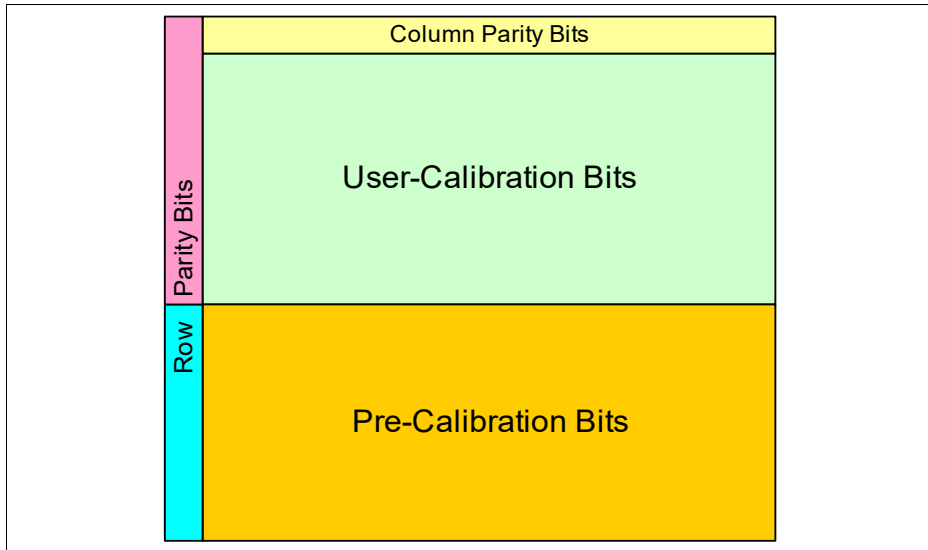 Column Parity Bits
User-Calibration Bits
Row Parity Bits
Pre-Calibration Bits